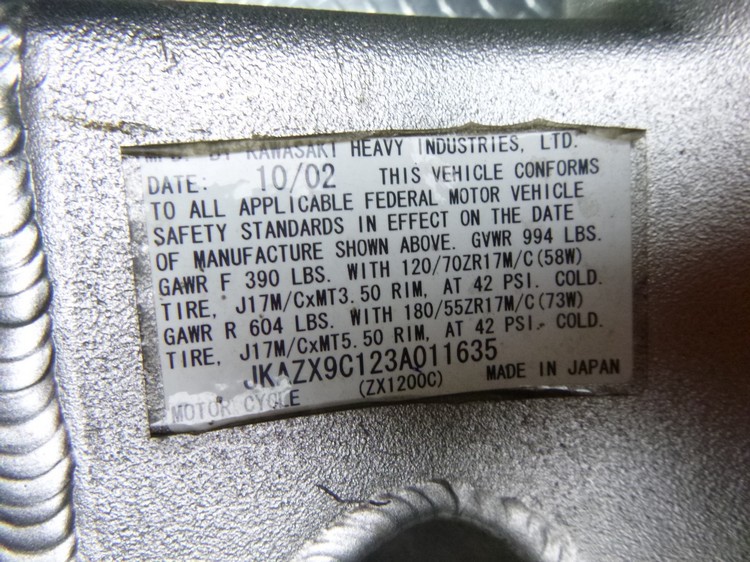 MFD. BY KAWASAKI HEAVY INDUSTRIES, LTD.
DATE: 10/02 THIS VEHICLE CONFORMS
TO ALL APPLICABLE FEDERAL MOTOR VEHICLE
SAFETY STANDARDS IN EFFECT ON THE DATE
OF MANUFACTURE SHOWN ABOVE. GVWR 994 LBS.
GAWR F 390 LBS. WITH 120/70ZR17M/C(58W)
TIRE, J17M/CxMT3.50 RIM, AT 42 PSI. COLD.
GAWR R 604 LBS. WITH 180/55ZR17M/C(73W)
TIRE, J17M/CxMT5.50 RIM, AT 42 PSI. COLD.
JKAZX9C123A011635
MOTORCYCLE (ZX1200C) MADE IN JAPAN